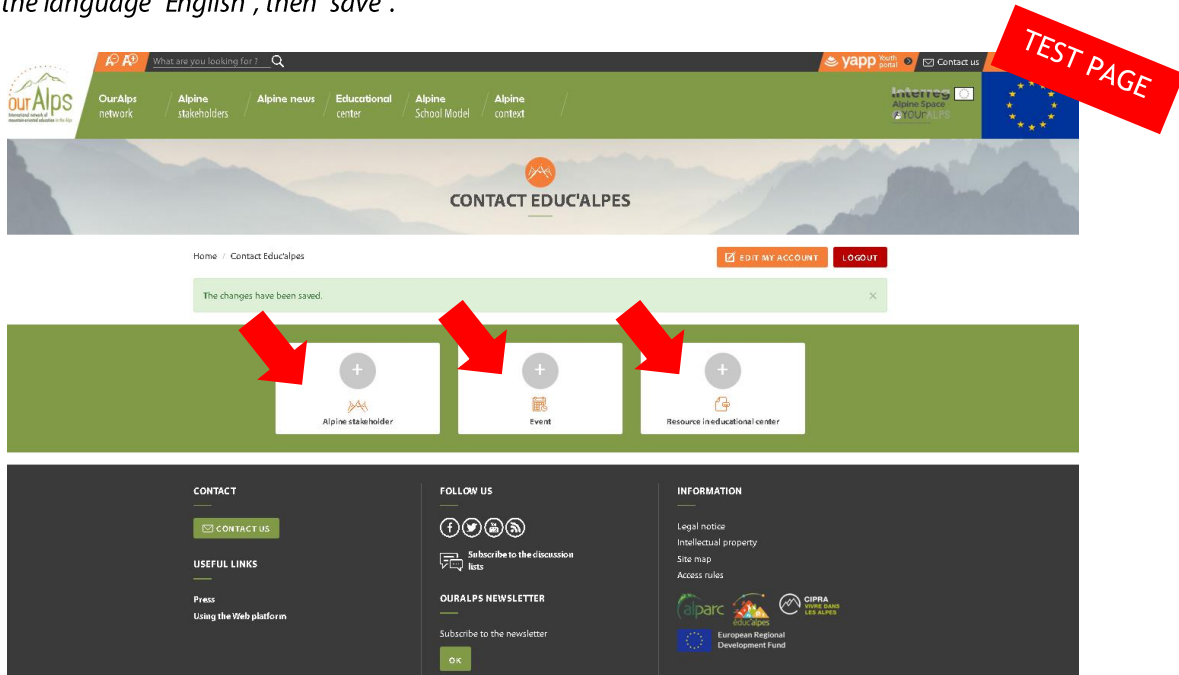 the language "English", then "save".
TEST PAGE
What are you looking for ?
yapp Youth portal
Contact us
ourAlps
OurAlps network
Alpine stakeholders
Alpine news
Educational center
Alpine School Model
Alpine context
Interreg
Alpine Space
YOURALPS
CONTACT EDUC'ALPES
Home / Contact Educ'alpes
EDIT MY ACCOUNT
LOGOUT
The changes have been saved.
Alpine stakeholder
Event
Resource in educational center
CONTACT
CONTACT US
USEFUL LINKS
Press
Using the Web platform
FOLLOW US
Subscribe to the discussion
lists
OURALPS NEWSLETTER
Subscribe to the newsletter
OK
INFORMATION
Legal notice
Intellectual property
Site map
Access rules
alparc
educ'alpes
CIPRA
VIVRE DANS
LES ALPES
European Regional
Development Fund